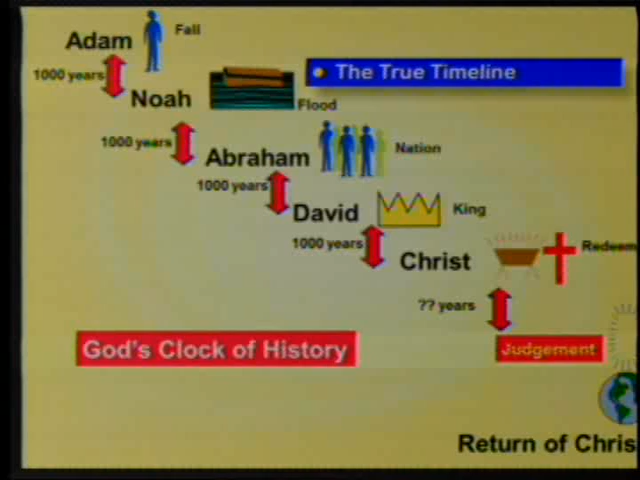 Adam
Fall
1000 years
The True Timeline
Noah
Flood
1000 years
Abraham
Nation
1000 years
David
King
1000 years
Christ
Redeem
?? years
God's Clock of History
Judgement
Return of Chris